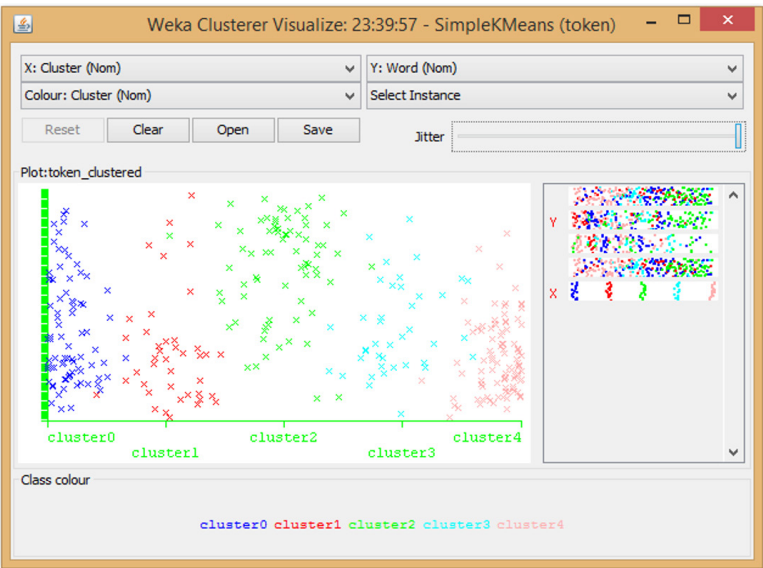 Weka Clusterer Visualize: 23:39:57 - SimpleKMeans (token)
X: Cluster (Nom) Y: Word (Nom)
Colour: Cluster (Nom) Select Instance
Reset Clear Open Save Jitter
Plot:token_clustered
Y
X
cluster0 cluster2 cluster4
cluster1 cluster3
Class colour
cluster0 cluster1 cluster2 cluster3 cluster4